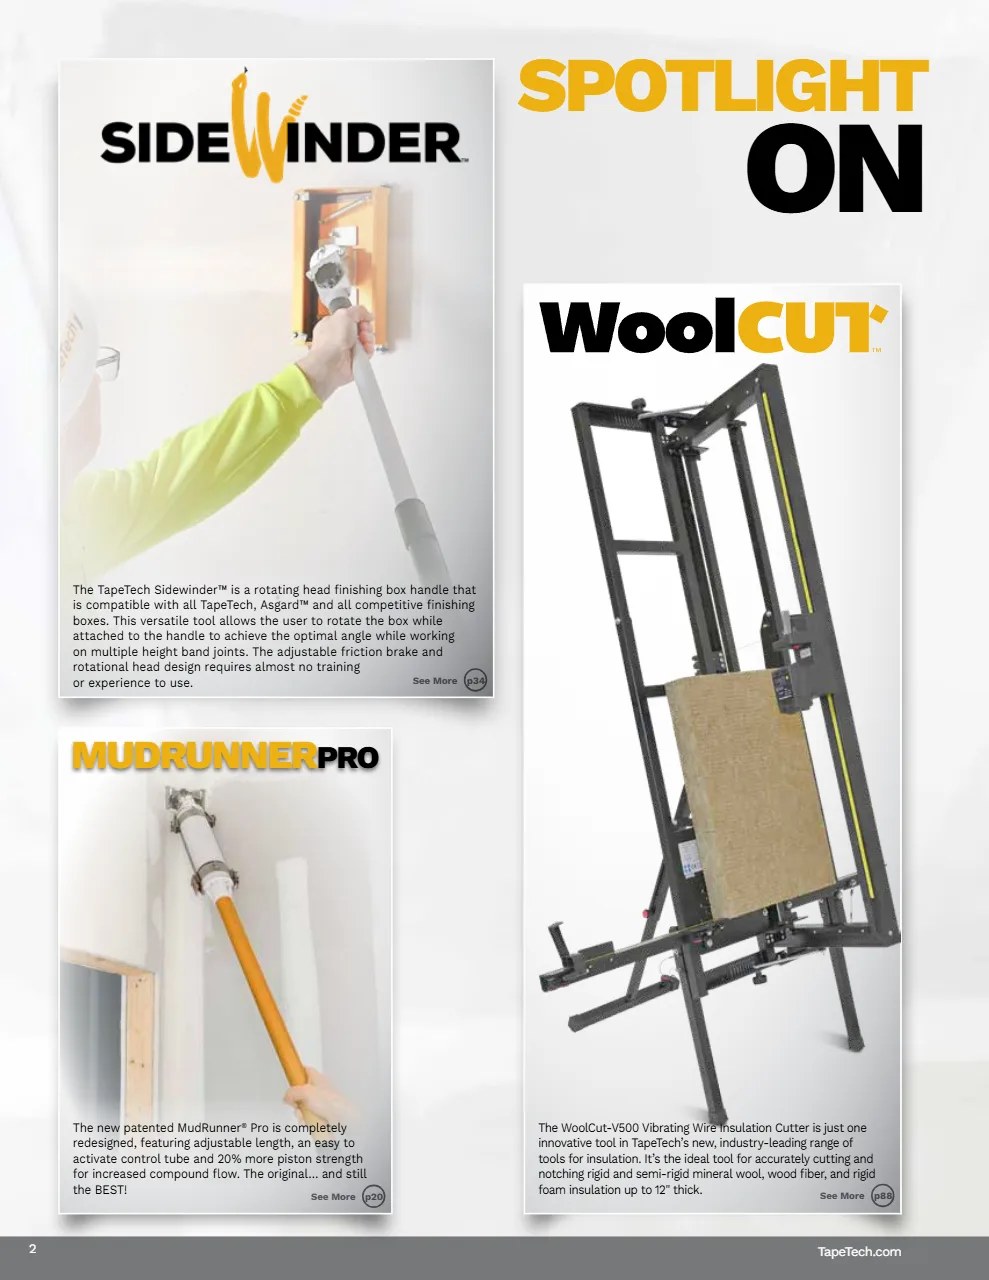 SPOTLIGHT
ON
SIDEWINDER™
The TapeTech Sidewinder™ is a rotating head finishing box handle that
is compatible with all TapeTech, Asgard™ and all competitive finishing
boxes. This versatile tool allows the user to rotate the box while
attached to the handle to achieve the optimal angle while working
on multiple height band joints. The adjustable friction brake and
rotational head design requires almost no training
or experience to use.
See More p34
MUDRUNNERPRO
The new patented MudRunner® Pro is completely
redesigned, featuring adjustable length, an easy to
activate control tube and 20% more piston strength
for increased compound flow. The original... and still
the BEST!
See More p20
WoolCUT™
The WoolCut-V500 Vibrating Wire Insulation Cutter is just one
innovative tool in TapeTech's new, industry-leading range of
tools for insulation. It's the ideal tool for accurately cutting and
notching rigid and semi-rigid mineral wool, wood fiber, and rigid
foam insulation up to 12" thick.
See More p88
2
TapeTech.com